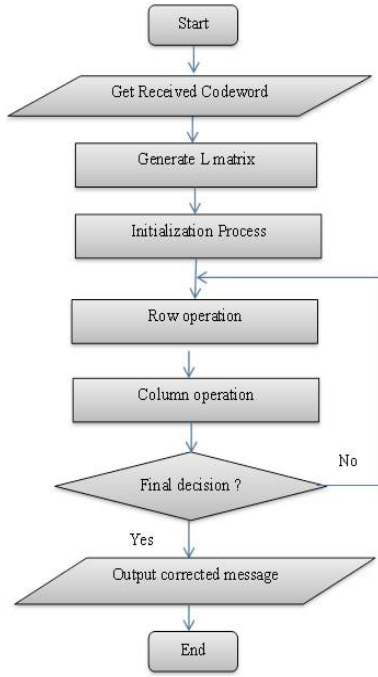 Start
Get Received Codeword
Generate L matrix
Initialization Process
Row operation
Column operation
Final decision ?
No
Yes
Output corrected message
End